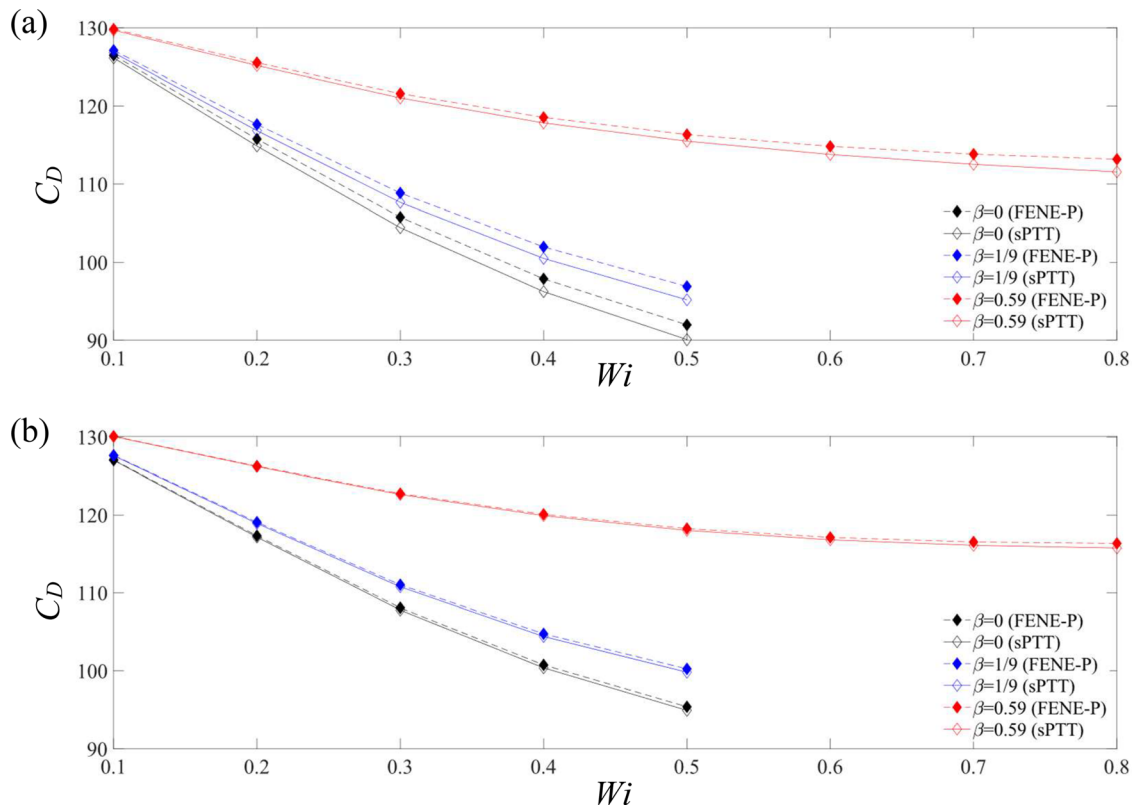 (a)
130
120
110
100
90
C_D
β=0 (FENE-P)
β=0 (sPTT)
β=1/9 (FENE-P)
β=1/9 (sPTT)
β=0.59 (FENE-P)
β=0.59 (sPTT)
0.1 0.2 0.3 0.4 0.5 0.6 0.7 0.8
Wi
(b)
130
120
110
100
90
C_D
β=0 (FENE-P)
β=0 (sPTT)
β=1/9 (FENE-P)
β=1/9 (sPTT)
β=0.59 (FENE-P)
β=0.59 (sPTT)
0.1 0.2 0.3 0.4 0.5 0.6 0.7 0.8
Wi